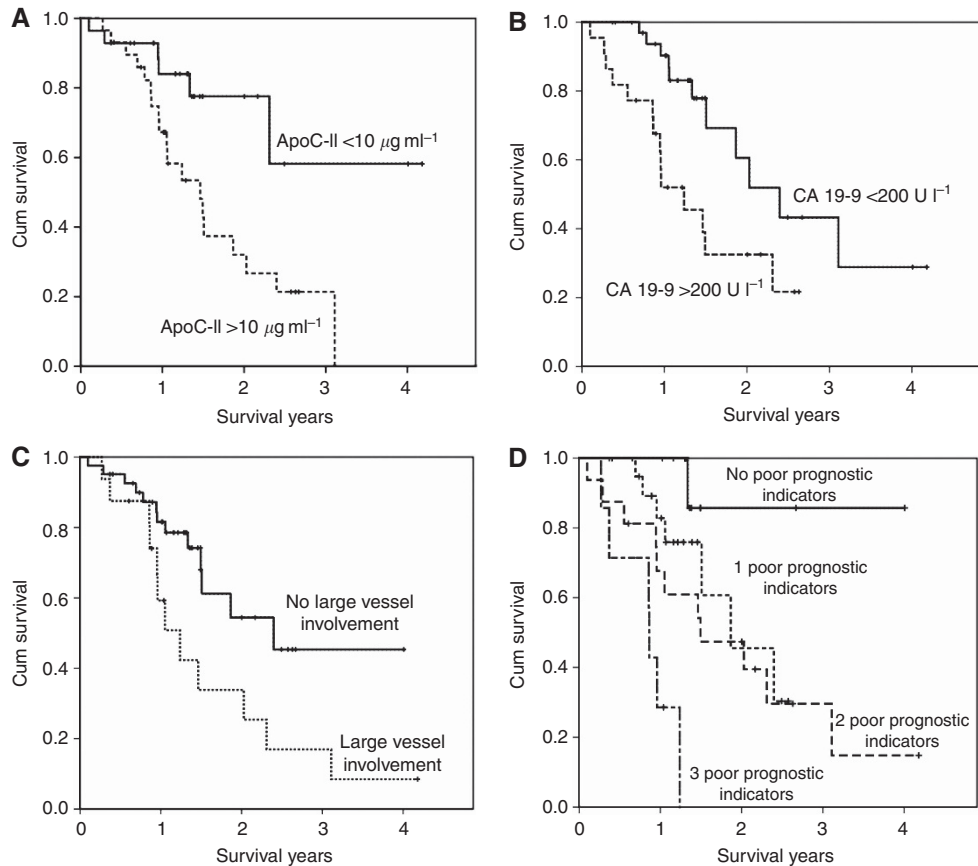 A
1.0
0.8
0.6
0.4
0.2
0.0
Cum survival
ApoC-II <10 µg ml⁻¹
ApoC-II >10 µg ml⁻¹
0 1 2 3 4
Survival years
B
1.0
0.8
0.6
0.4
0.2
0.0
Cum survival
CA 19-9 <200 U l⁻¹
CA 19-9 >200 U l⁻¹
0 1 2 3 4
Survival years
C
1.0
0.8
0.6
0.4
0.2
0.0
Cum survival
No large vessel
involvement
Large vessel
involvement
0 1 2 3 4
Survival years
D
1.0
0.8
0.6
0.4
0.2
0.0
Cum survival
No poor prognostic
indicators
1 poor prognostic
indicators
2 poor prognostic
indicators
3 poor prognostic
indicators
0 1 2 3 4
Survival years